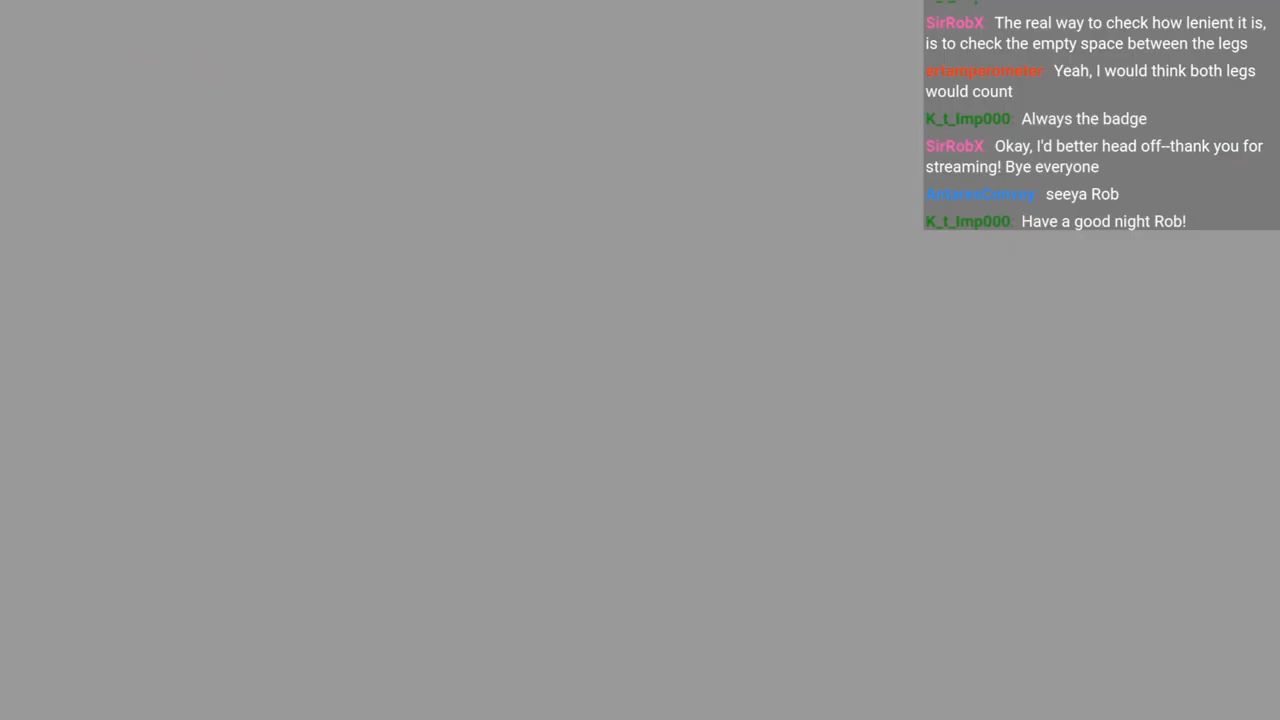 SirRobX: The real way to check how lenient it is,
is to check the empty space between the legs
Yeah, I would think both legs
would count
K_t_Imp000: Always the badge
SirRobX: Okay, I'd better head off--thank you for
streaming! Bye everyone
seeya Rob
K_t_Imp000: Have a good night Rob!